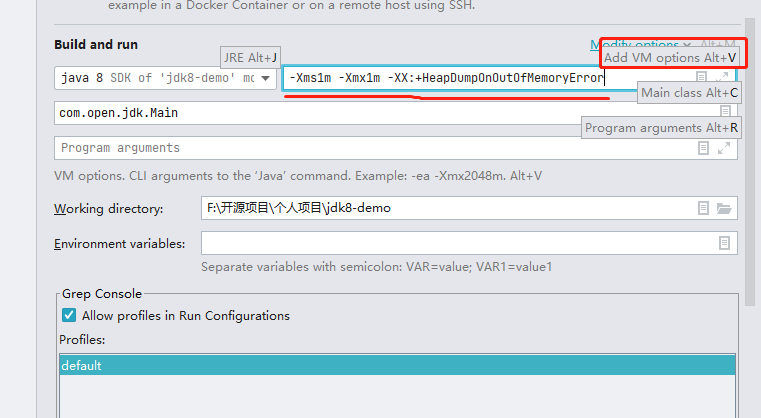 example in a Docker Container or on a remote host using SSH.
Build and run
Modify options Alt+M
JRE Alt+J
Add VM options Alt+V
java 8 SDK of 'jdk8-demo' mo
-Xms1m -Xmx1m -XX:+HeapDumpOnOutOfMemoryError
Main class Alt+C
com.open.jdk.Main
Program arguments Alt+R
Program arguments
VM options. CLI arguments to the 'Java' command. Example: -ea -Xmx2048m. Alt+V
Working directory:
F:\开源项目\个人项目\jdk8-demo
Environment variables:
Separate variables with semicolon: VAR=value; VAR1=value1
Grep Console
Allow profiles in Run Configurations
Profiles:
default